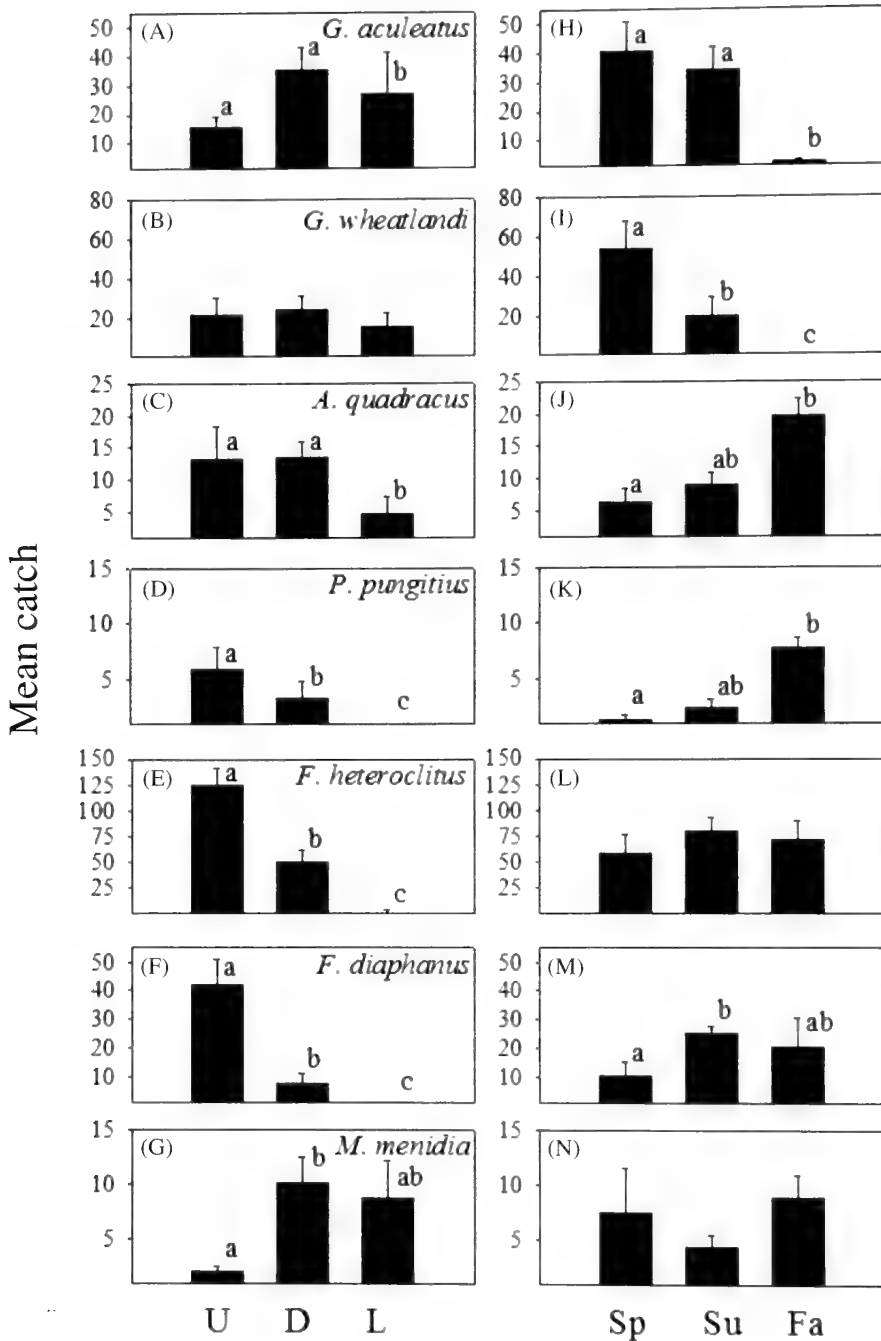 Mean catch
(A) G. aculeatus
50
40
30
20
10
a
a
b
(H)
50
40
30
20
10
a
a
b
(B) G. wheatlandi
80
60
40
20
(I)
80
60
40
20
a
b
c
(C) A. quadracus
25
20
15
10
5
a
a
b
(J)
25
20
15
10
5
a
ab
b
(D) P. pungitius
15
10
5
a
b
c
(K)
15
10
5
a
ab
b
(E) F. heteroclitus
150
125
100
75
50
25
a
b
c
(L)
150
125
100
75
50
25
(F) F. diaphanus
50
40
30
20
10
a
b
c
(M)
50
40
30
20
10
a
b
ab
(G) M. menidia
15
10
5
a
b
ab
(N)
15
10
5
U D L
Sp Su Fa